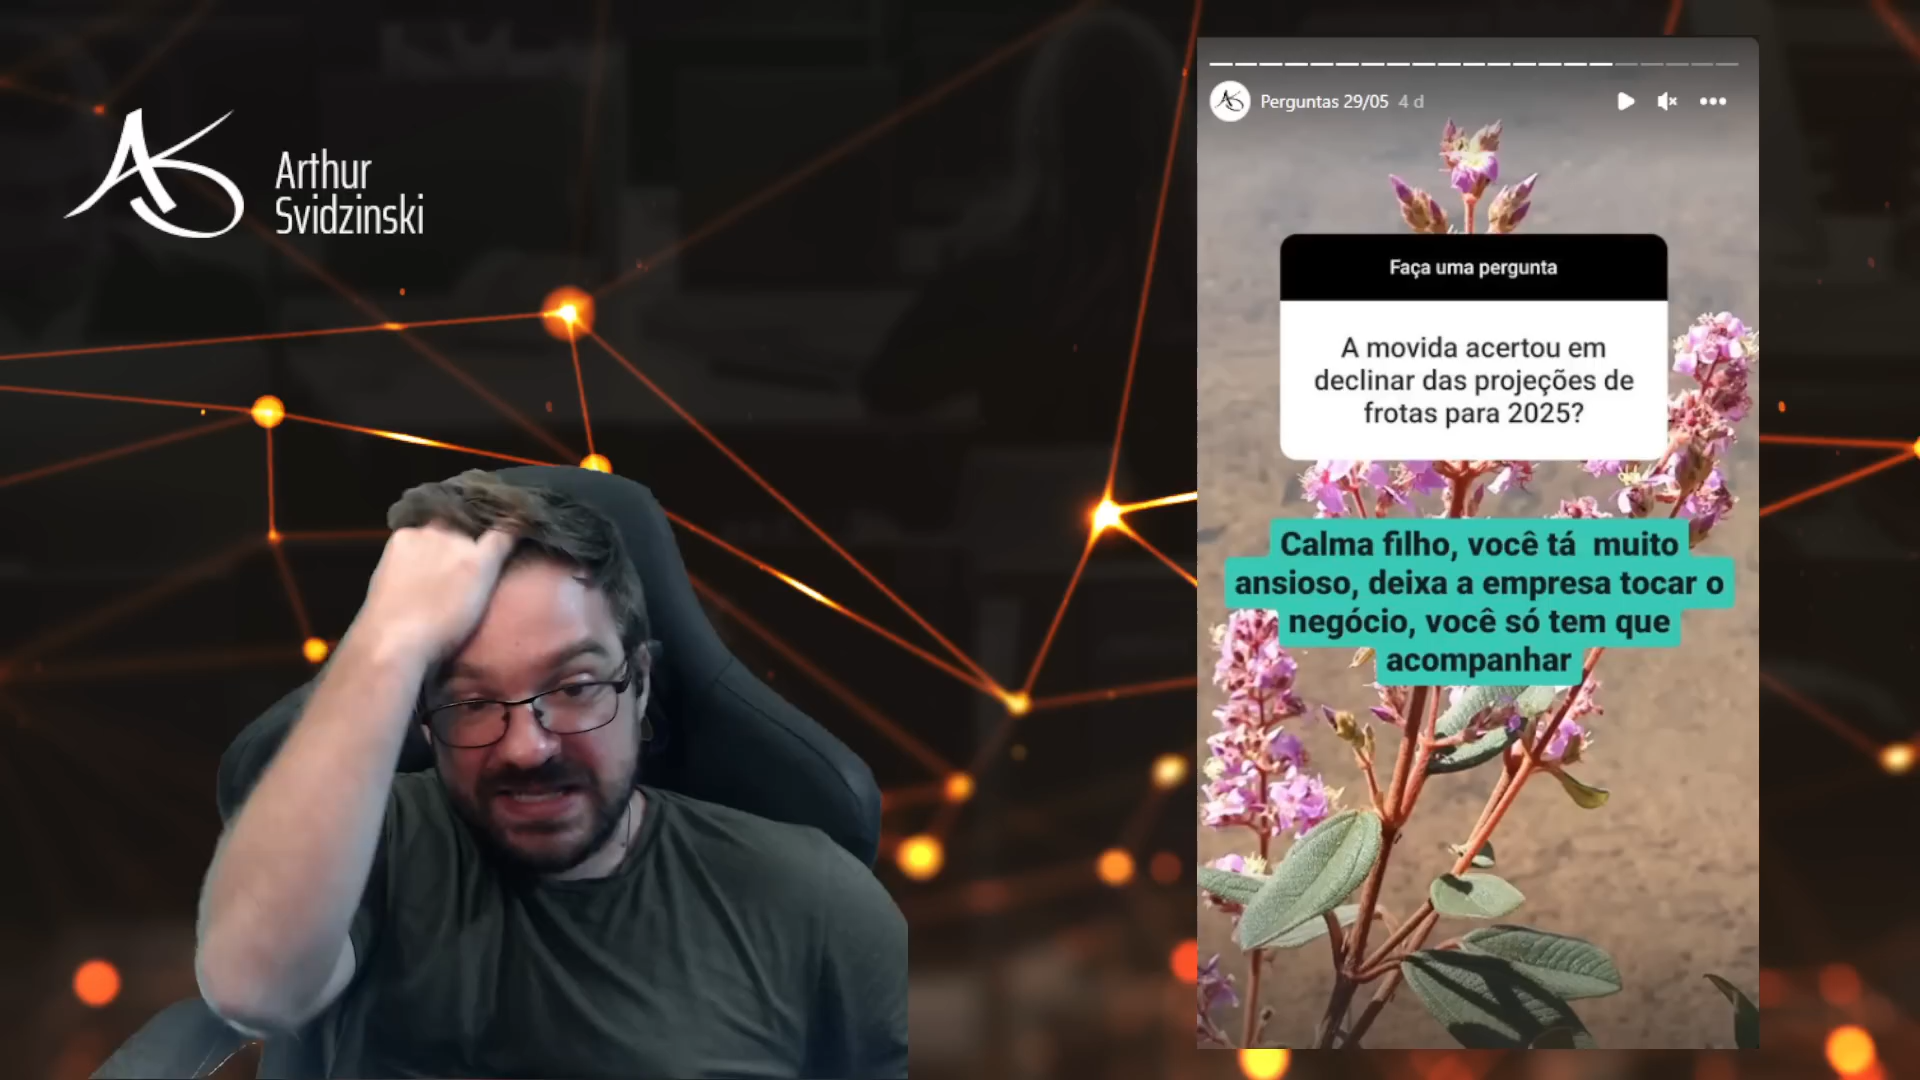 Arthur
Svidzinski
Perguntas 29/05 4 d
Faça uma pergunta
A movida acertou em
declinar das projeções de
frotas para 2025?
Calma filho, você tá muito
ansioso, deixa a empresa tocar o
negócio, você só tem que
acompanhar